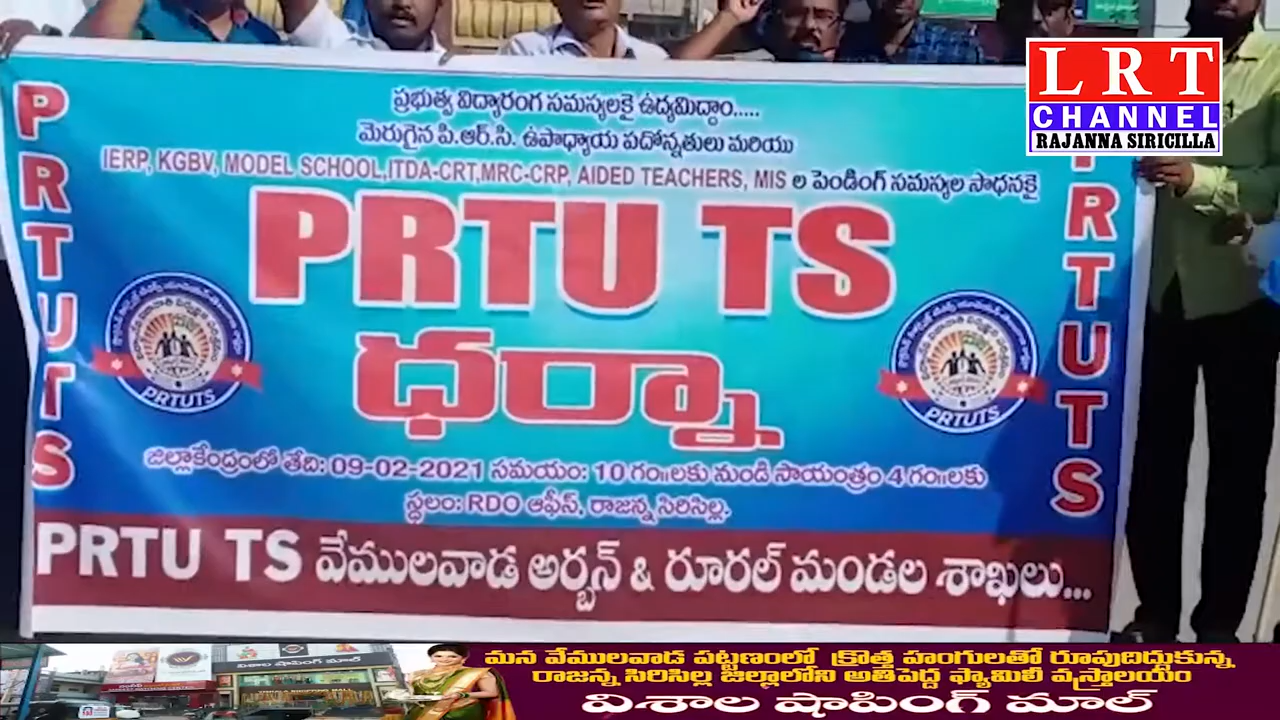 LRT
CHANNEL
RAJANNA SIRICILLA
ప్రభుత్వ విద్యారంగ సమస్యలకై ఉద్యమిద్దాం.....
మెరుగైన పి.ఆర్.సి. ఉపాధ్యాయ పదోన్నతులు మరియు
IERP, KGBV, MODEL SCHOOL,ITDA-CRT,MRC-CRP, AIDED TEACHERS, MIS ల పెండింగ్ సమస్యల సాధనకై
PRTU TS
ధర్నా
PRTUTS
PRTUTS
PRTUTS
PRTUTS
జిల్లాకేంద్రంలో తేది: 09-02-2021 సమయం: 10 గం॥లకు నుండి సాయంత్రం 4 గం॥లకు
స్థలం: RDO ఆఫీస్, రాజన్న సిరిసిల్ల.
PRTU TS వేములవాడ అర్బన్ & రూరల్ మండల శాఖలు...
విశాల షాపింగ్ మాల్
మన వేములవాడ పట్టణంలో క్రొత్త హంగులతో రూపుదిద్దుకున్న
రాజన్న సిరిసిల్ల జిల్లాలోని అతిపెద్ద ఫ్యామిలీ వస్త్రాలయం
విశాల షాపింగ్ మాల్